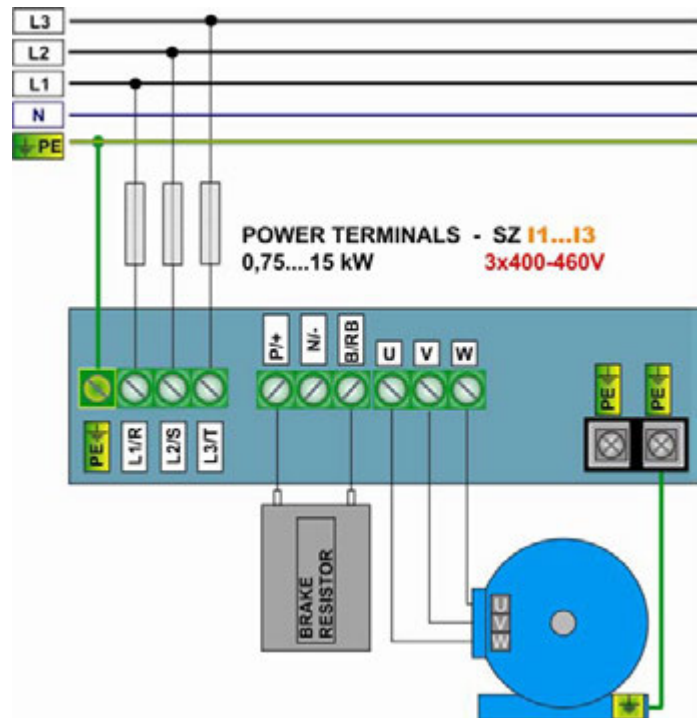 L3
L2
L1
N
PE
POWER TERMINALS - SZ I1...I3
0,75....15 kW 3x400-460V
P/+
N/-
B/RB
U
V
W
PE
PE
PE
L1/R
L2/S
L3/T
BRAKE
RESISTOR
U
V
W